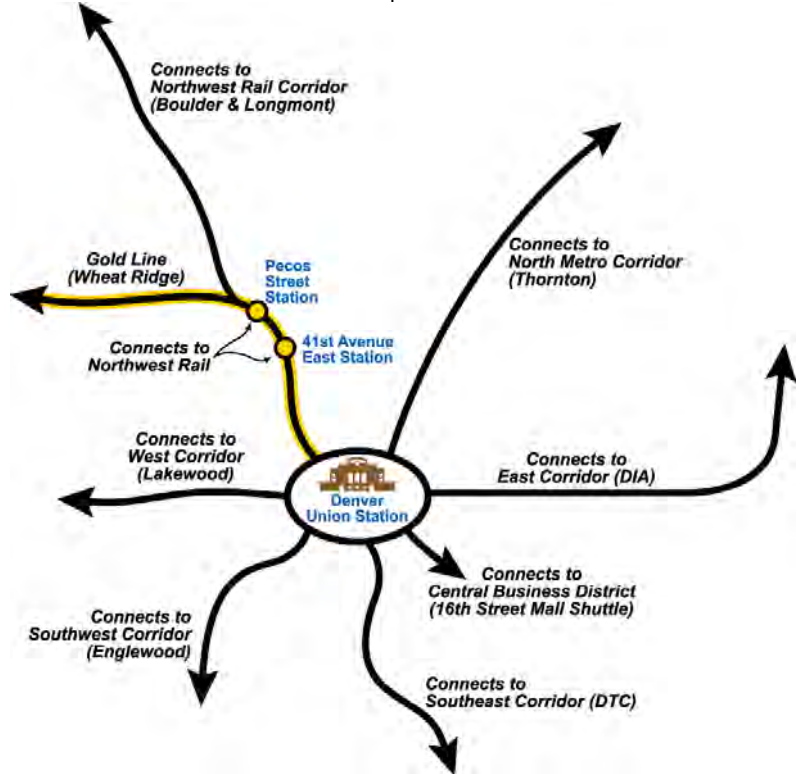 Connects to
Northwest Rail Corridor
(Boulder & Longmont)
Connects to
North Metro Corridor
(Thornton)
Gold Line
(Wheat Ridge)
Pecos
Street
Station
41st Avenue
East Station
Connects to
Northwest Rail
Connects to
West Corridor
(Lakewood)
Connects to
East Corridor (DIA)
Denver
Union Station
Connects to
Central Business District
(16th Street Mall Shuttle)
Connects to
Southwest Corridor
(Englewood)
Connects to
Southeast Corridor (DTC)